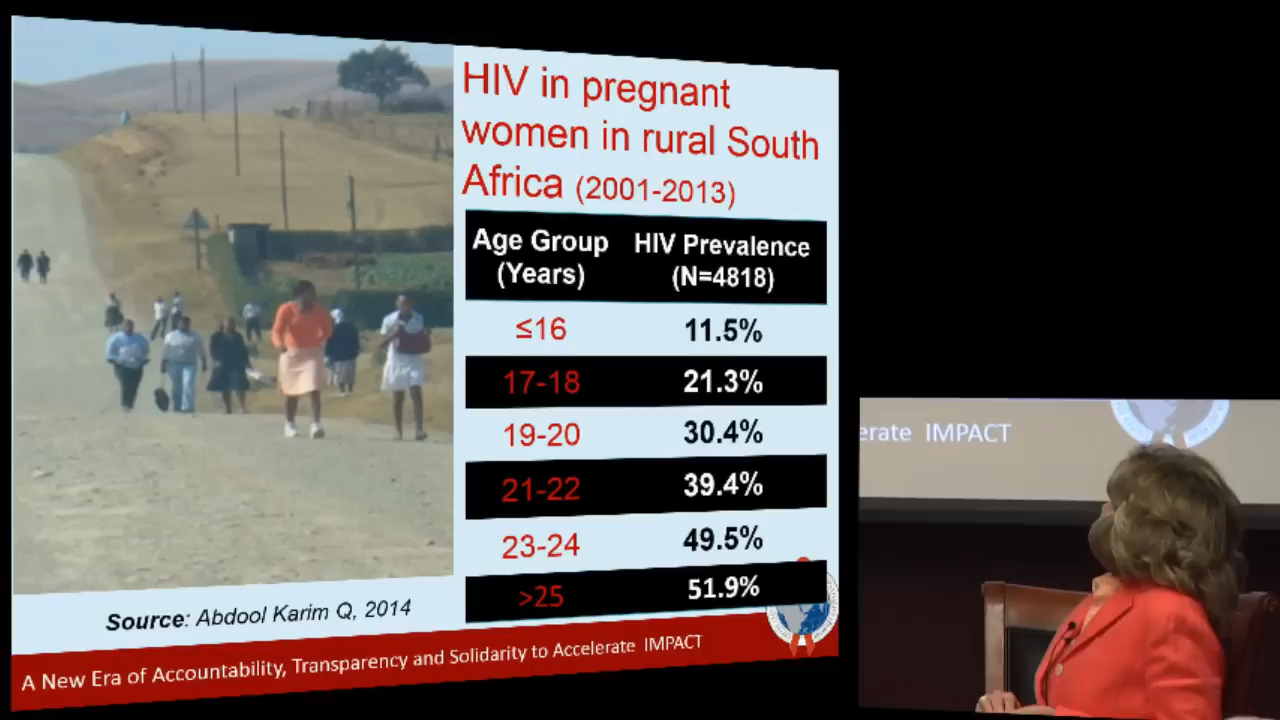 HIV in pregnant
women in rural South
Africa (2001-2013)
Age Group HIV Prevalence
(Years) (N=4818)
≤16 11.5%
17-18 21.3%
19-20 30.4%
21-22 39.4%
23-24 49.5%
>25 51.9%
Source: Abdool Karim Q, 2014
A New Era of Accountability, Transparency and Solidarity to Accelerate IMPACT
erate IMPACT